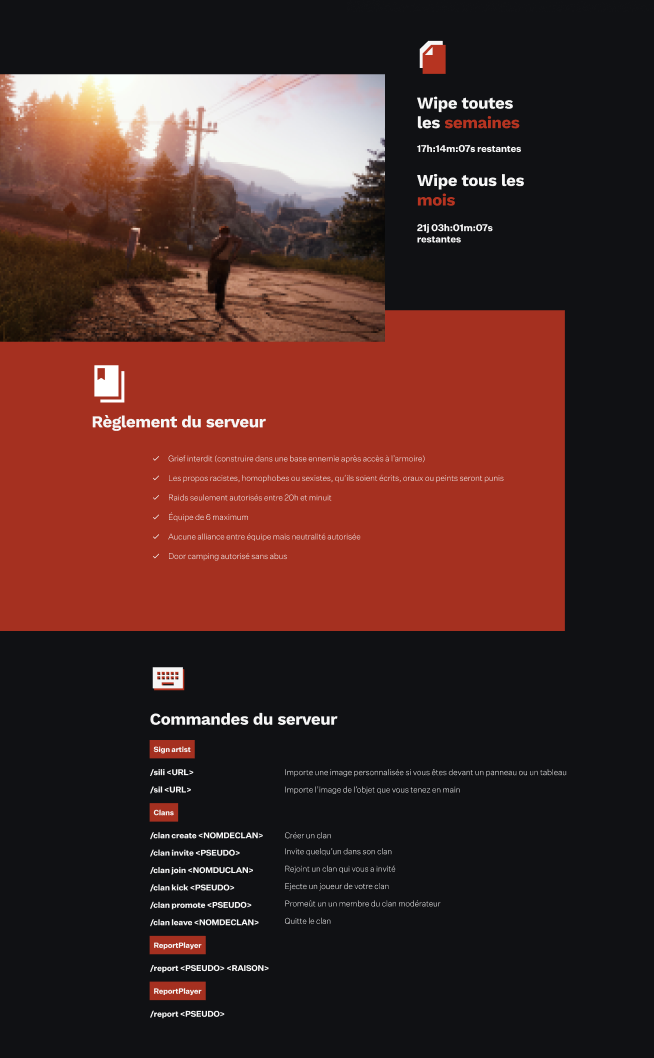 Wipe toutes
les semaines
17h:14m:07s restantes
Wipe tous les
mois
21j 03h:01m:07s
restantes
Règlement du serveur
Grief interdit (construire dans une base ennemie après accès à l'armoire)
Les propos racistes, homophobes ou sexistes, qu'ils soient écrits, oraux ou peints seront punis
Raids seulement autorisés entre 20h et minuit
Équipe de 6 maximum
Aucune alliance entre équipe mais neutralité autorisée
Door camping autorisé sans abus
Commandes du serveur
Sign artist
/sili <URL> Importe une image personnalisée si vous êtes devant un panneau ou un tableau
/sil <URL> Importe l'image de l'objet que vous tenez en main
Clans
/clan create <NOMDECLAN> Créer un clan
/clan invite <PSEUDO> Invite quelqu'un dans son clan
/clan join <NOMDUCLAN> Rejoint un clan qui vous a invité
/clan kick <PSEUDO> Ejecte un joueur de votre clan
/clan promote <PSEUDO> Promeût un un membre du clan modérateur
/clan leave <NOMDECLAN> Quitte le clan
ReportPlayer
/report <PSEUDO> <RAISON>
ReportPlayer
/report <PSEUDO>